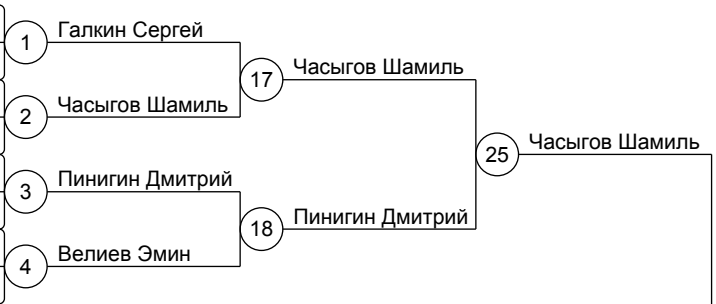 1 Галкин Сергей
17 Часыгов Шамиль
2 Часыгов Шамиль
25 Часыгов Шамиль
3 Пинигин Дмитрий
18 Пинигин Дмитрий
4 Велиев Эмин